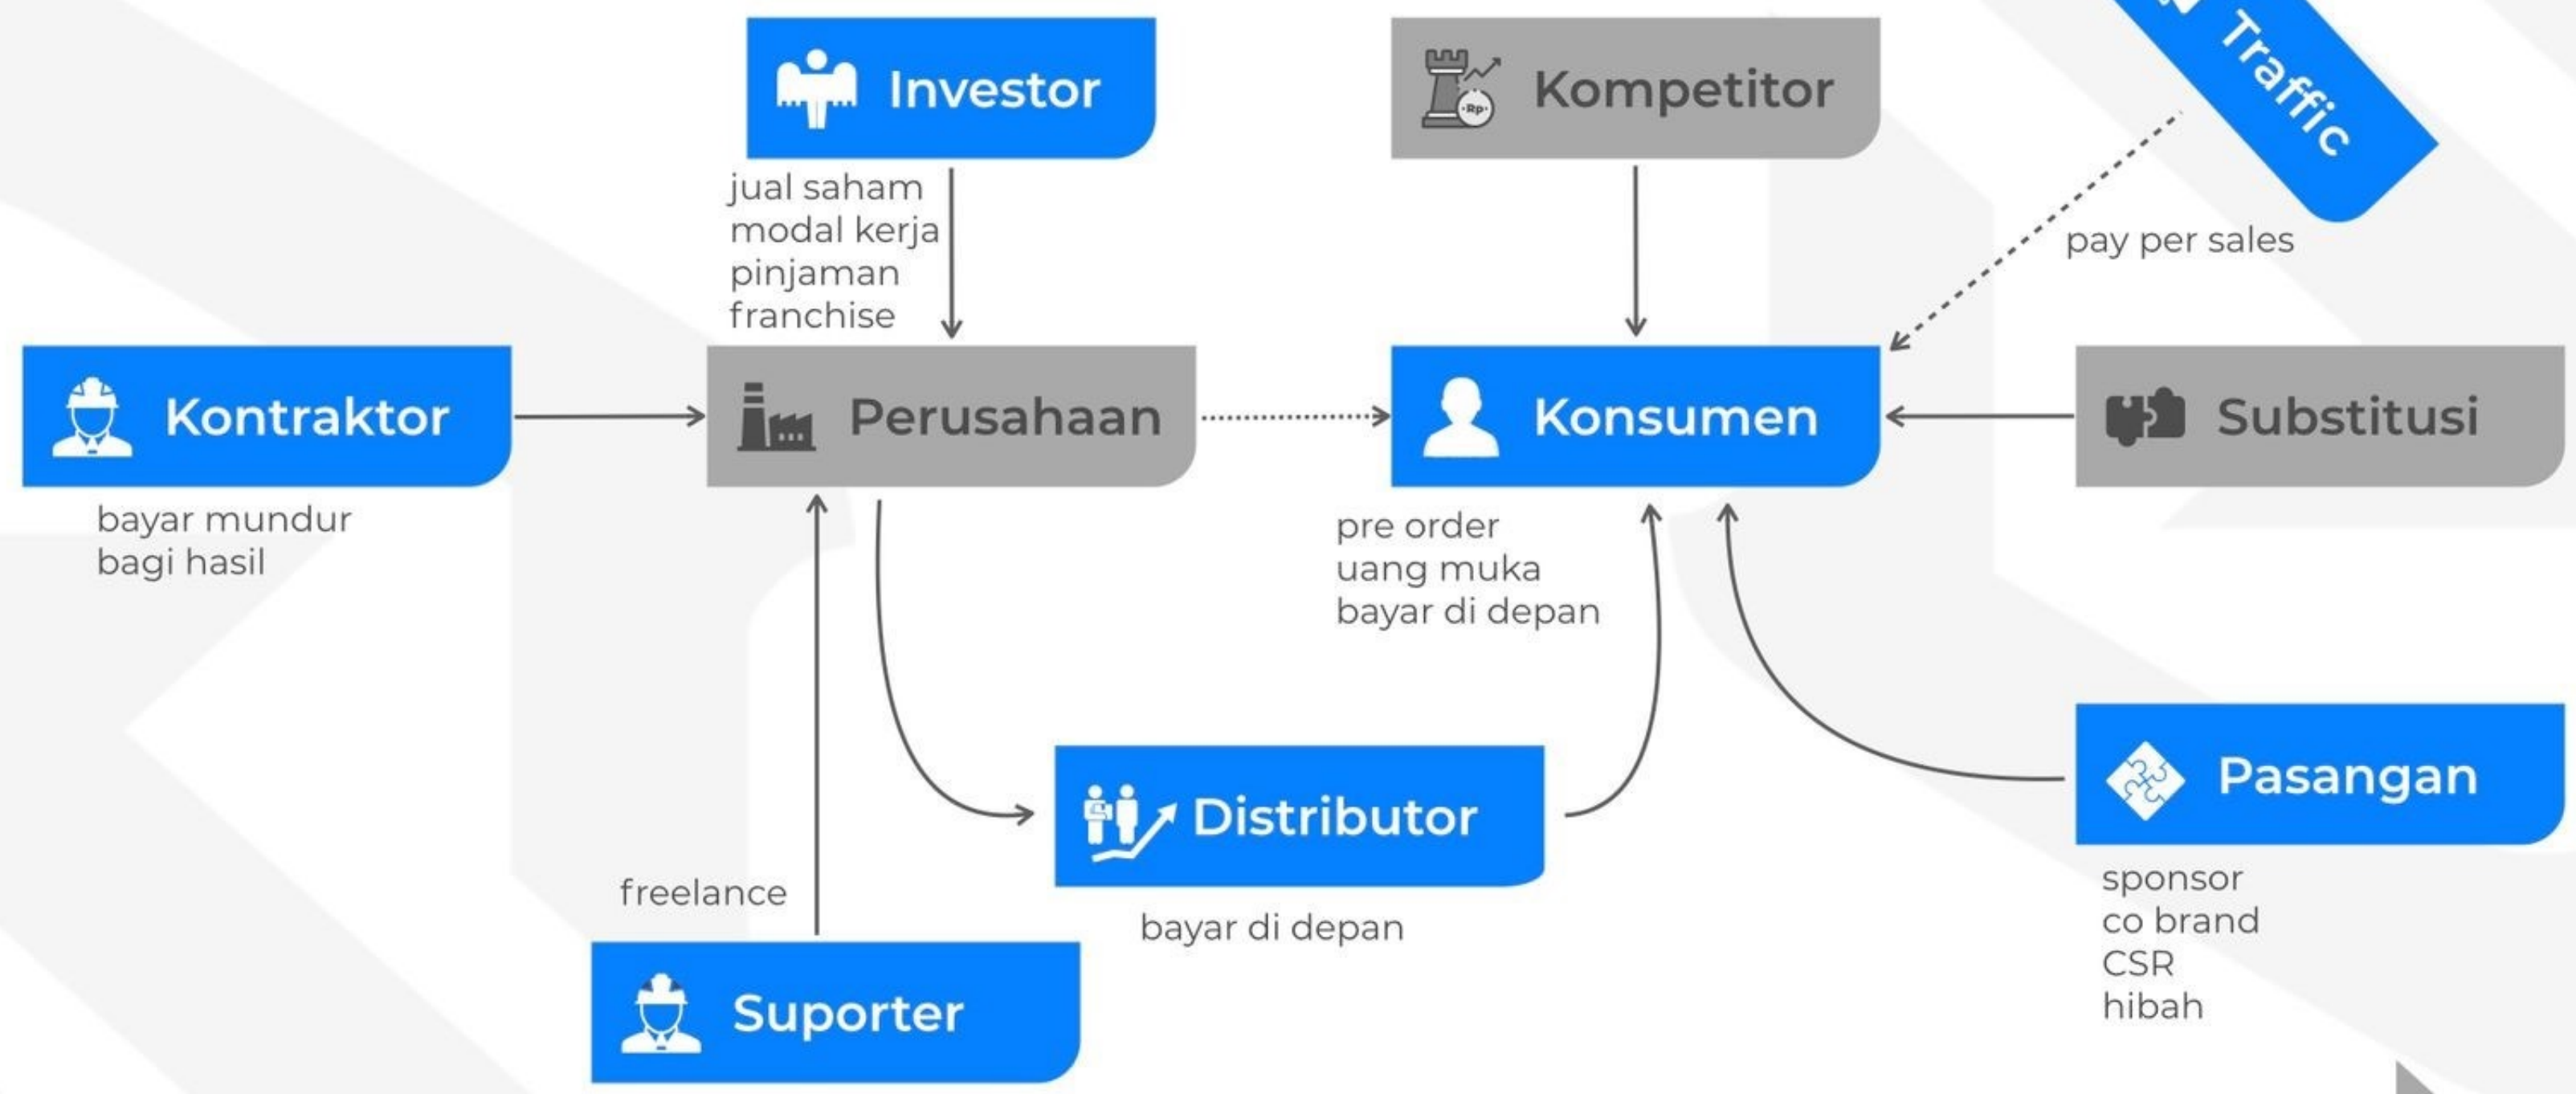 Investor
Kompetitor
Rp
Traffic
jual saham
modal kerja
pinjaman
franchise
pay per sales
Kontraktor
Perusahaan
Konsumen
Substitusi
bayar mundur
bagi hasil
pre order
uang muka
bayar di depan
Distributor
Pasangan
bayar di depan
sponsor
co brand
CSR
hibah
freelance
Suporter